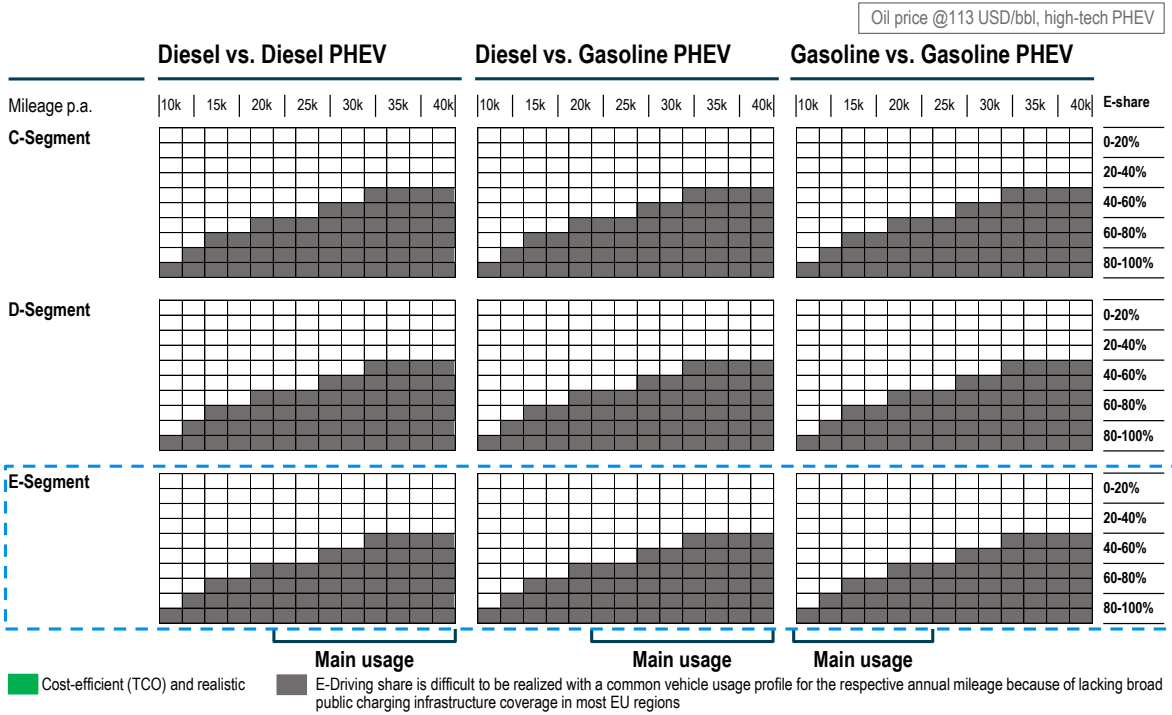 Oil price @113 USD/bbl, high-tech PHEV
Diesel vs. Diesel PHEV
Diesel vs. Gasoline PHEV
Gasoline vs. Gasoline PHEV
Mileage p.a.
10k 15k 20k 25k 30k 35k 40k
10k 15k 20k 25k 30k 35k 40k
10k 15k 20k 25k 30k 35k 40k
E-share
C-Segment
0-20%
20-40%
40-60%
60-80%
80-100%
D-Segment
0-20%
20-40%
40-60%
60-80%
80-100%
E-Segment
0-20%
20-40%
40-60%
60-80%
80-100%
Main usage
Main usage
Main usage
Cost-efficient (TCO) and realistic
E-Driving share is difficult to be realized with a common vehicle usage profile for the respective annual mileage because of lacking broad
public charging infrastructure coverage in most EU regions